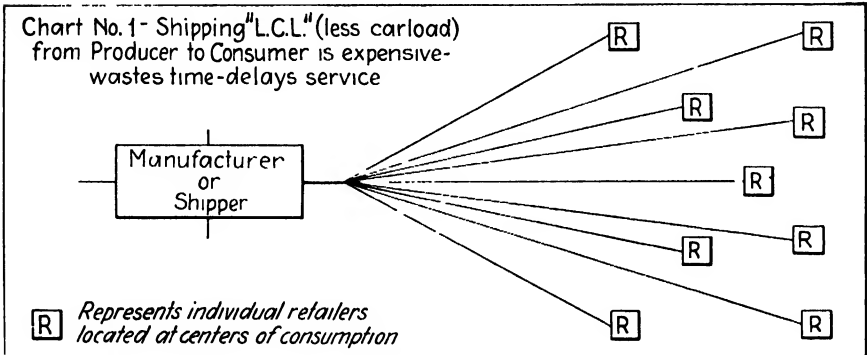 Chart No. 1 - Shipping "L.C.L." (less carload)
from Producer to Consumer is expensive-
wastes time-delays service
R
R
R
R
Manufacturer
or
Shipper
R
R
R
R
R
R Represents individual retailers
located at centers of consumption